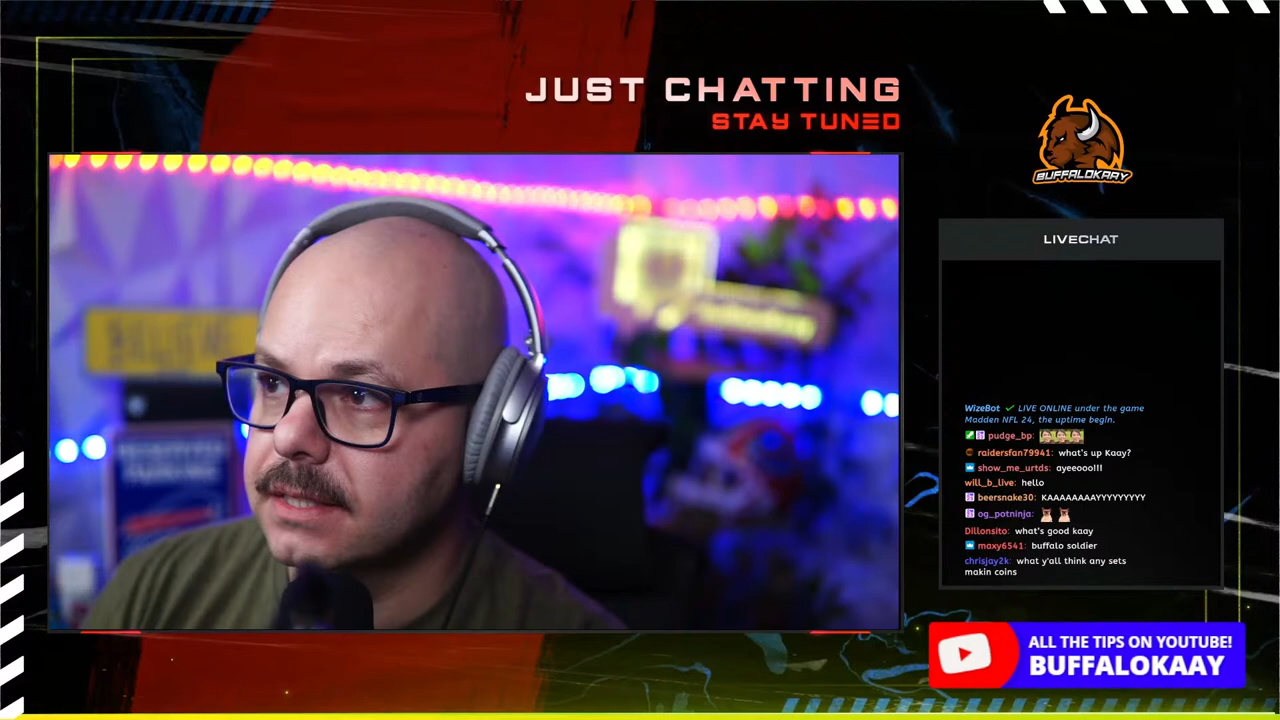 JUST CHATTING
STAY TUNED
BUFFALOKAAY
LIVECHAT
WizeBot ✓ LIVE ONLINE under the game
Madden NFL 24, the uptime begin.
pudge_bp:
raidersfan79941: what's up Kaay?
show_me_urtds: ayeeooo!!!
will_b_live: hello
beersnake30: KAAAAAAAAYYYYYYYYY
og_potninja:
Dillonsito: what's good kaay
maxy6541: buffalo soldier
chrisjay2k: what y'all think any sets
makin coins
ALL THE TIPS ON YOUTUBE!
BUFFALOKAAY